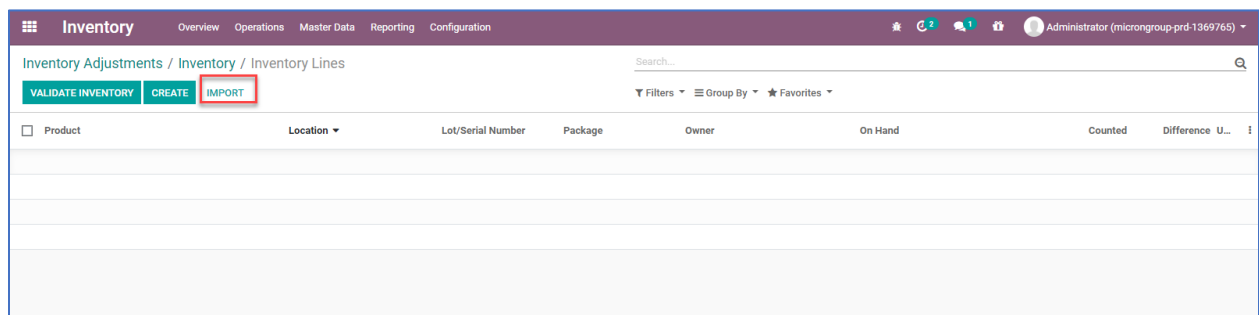 Inventory Overview Operations Master Data Reporting Configuration 2 1 Administrator (microngroup-prd-1369765)
Inventory Adjustments / Inventory / Inventory Lines Search...
VALIDATE INVENTORY CREATE IMPORT Filters Group By Favorites
Product Location Lot/Serial Number Package Owner On Hand Counted Difference U...